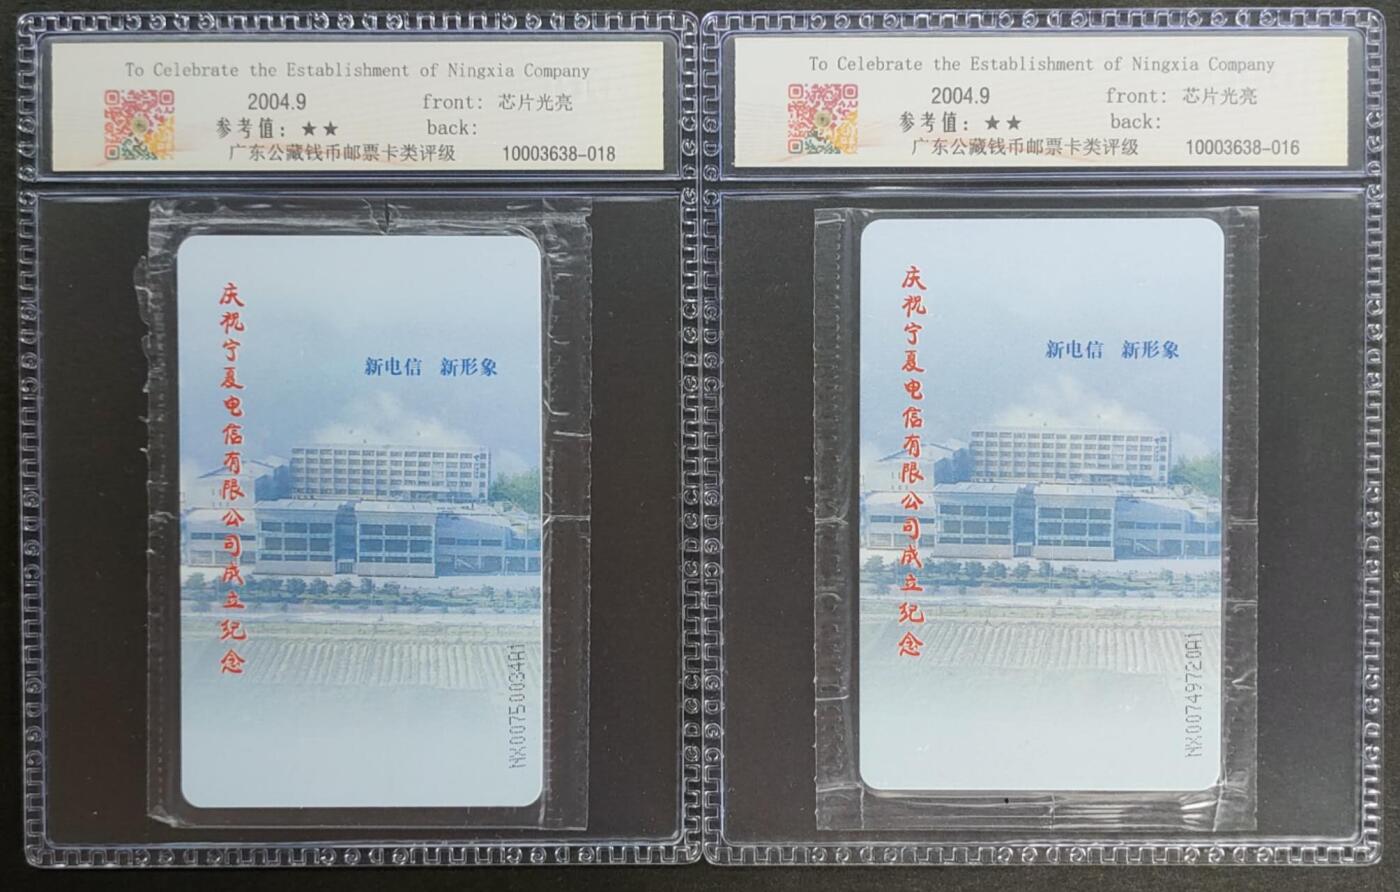 To Celebrate the Establishment of Ningxia Company
2004.9
front: 芯片光亮
参考值: ★★
back:
广东公藏钱币邮票卡类评级
10003638-018
庆祝宁夏电信有限公司成立纪念
新电信 新形象
NX00750034A1
To Celebrate the Establishment of Ningxia Company
2004.9
front: 芯片光亮
参考值: ★★
back:
广东公藏钱币邮票卡类评级
10003638-016
庆祝宁夏电信有限公司成立纪念
新电信 新形象
NX00749720A1